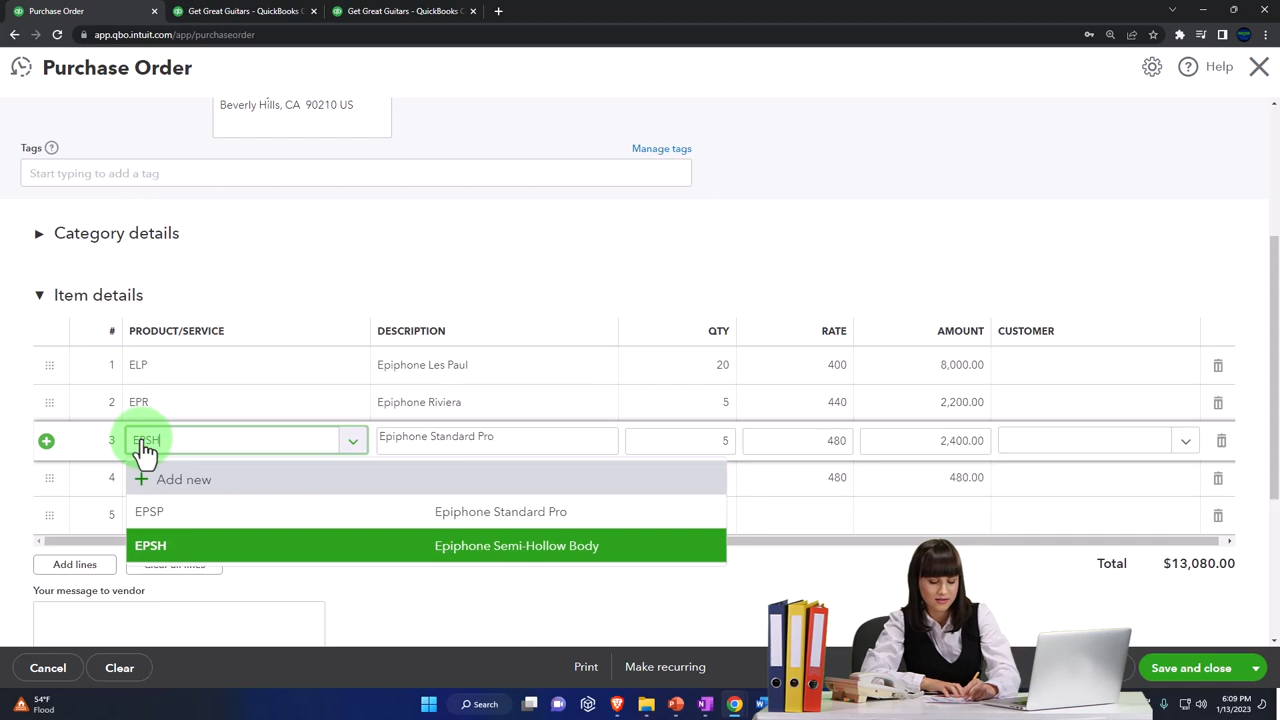 Purchase Order
Get Great Guitars - QuickBooks C
Get Great Guitars - QuickBooks C
app.qbo.intuit.com/app/purchaseorder
Purchase Order
Help
Beverly Hills, CA 90210 US
Tags
Manage tags
Start typing to add a tag
Category details
Item details
# PRODUCT/SERVICE DESCRIPTION QTY RATE AMOUNT CUSTOMER
1 ELP Epiphone Les Paul 20 400 8,000.00
2 EPR Epiphone Riviera 5 440 2,200.00
3 EPSH Epiphone Standard Pro 5 480 2,400.00
Add new
4 480 480.00
EPSP Epiphone Standard Pro
5
EPSH Epiphone Semi-Hollow Body
Add lines Clear all lines Total $13,080.00
Your message to vendor
Cancel Clear Print Make recurring Save and close
54°F
Flood
Search
6:09 PM
1/13/2023